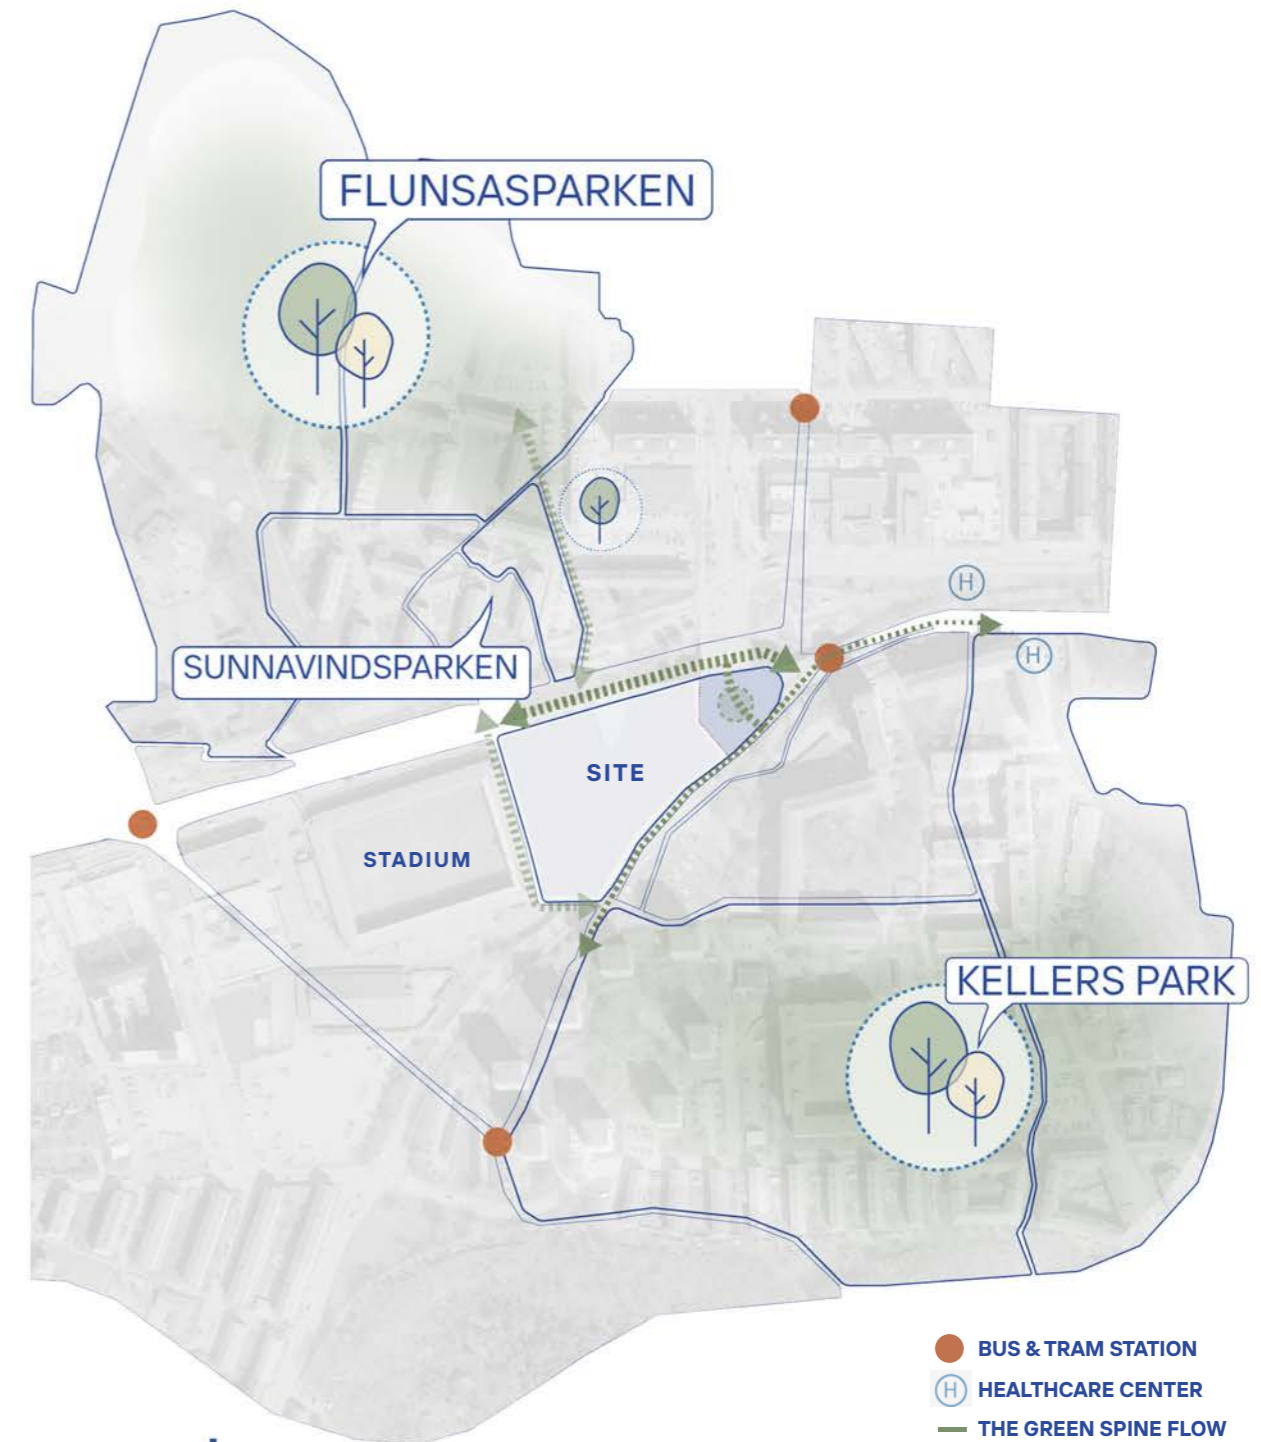 FLUNSASPARKEN
H
H
SUNNAVINDSPARKEN
SITE
STADIUM
KELLERS PARK
BUS & TRAM STATION
H HEALTHCARE CENTER
THE GREEN SPINE FLOW